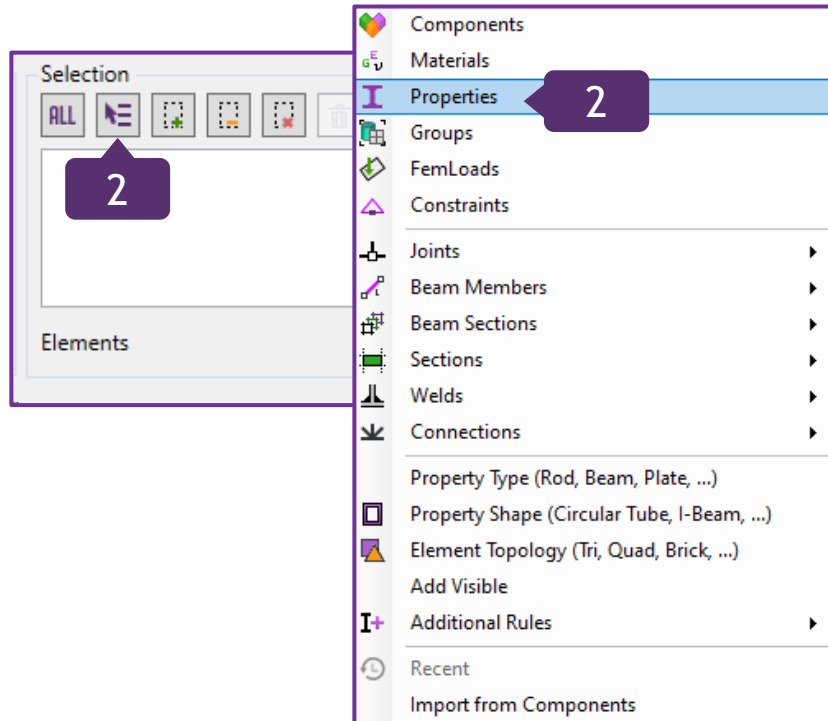 Selection
ALL
2
Elements
Components
G E ν
Materials
Properties
2
Groups
FemLoads
Constraints
Joints
L
Beam Members
Beam Sections
Sections
Welds
Connections
Property Type (Rod, Beam, Plate, ...)
Property Shape (Circular Tube, I-Beam, ...)
Element Topology (Tri, Quad, Brick, ...)
Add Visible
I+
Additional Rules
Recent
Import from Components